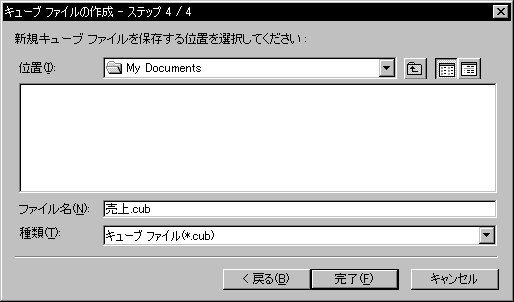 キューブ ファイルの作成 - ステップ 4 / 4
新規キューブ ファイルを保存する位置を選択してください:
位置(I): My Documents
ファイル名(N): 売上.cub
種類(T): キューブ ファイル(*.cub)
< 戻る(B) 完了(F) キャンセル